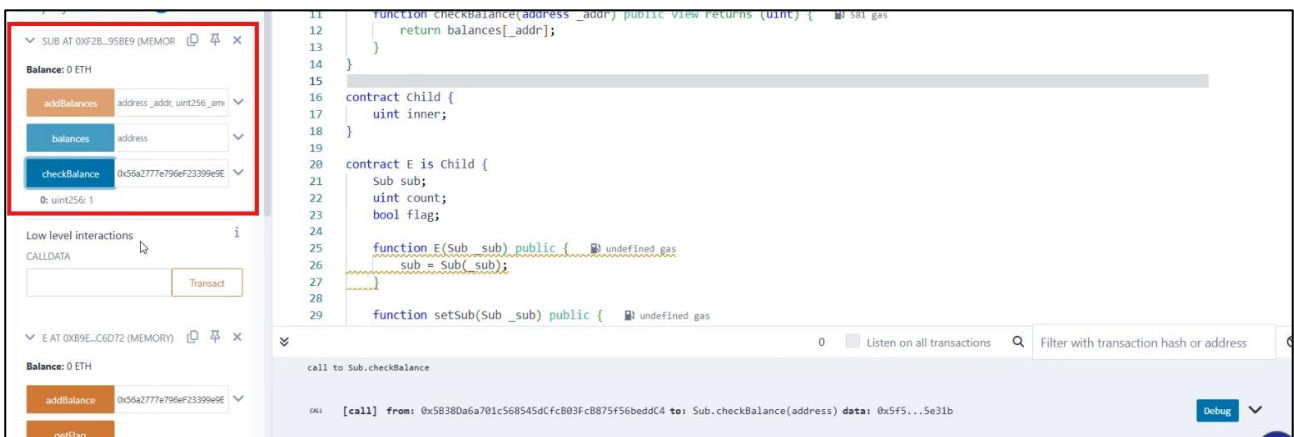 SUB AT 0XF2B...95BE9 (MEMOR
Balance: 0 ETH
addBalances address _addr, uint256 _am
balances address
checkBalance 0x56a2777e796eF23399e9E
0: uint256: 1
Low level interactions i
CALLDATA
Transact
E AT 0XB9E...C6D72 (MEMORY)
Balance: 0 ETH
addBalance 0x56a2777e796eF23399e9E
getFlag
11 function checkBalance(address _addr) public view returns (uint) { 581 gas
12 return balances[_addr];
13 }
14 }
15
16 contract Child {
17 uint inner;
18 }
19
20 contract E is Child {
21 Sub sub;
22 uint count;
23 bool flag;
24
25 function E(Sub _sub) public { undefined gas
26 sub = Sub(_sub);
27 }
28
29 function setSub(Sub _sub) public { undefined gas
0 Listen on all transactions Filter with transaction hash or address
call to Sub.checkBalance
CALL [call] from: 0x5B38Da6a701c568545dCfcB03FcB875f56beddC4 to: Sub.checkBalance(address) data: 0x5f5...5e31b Debug